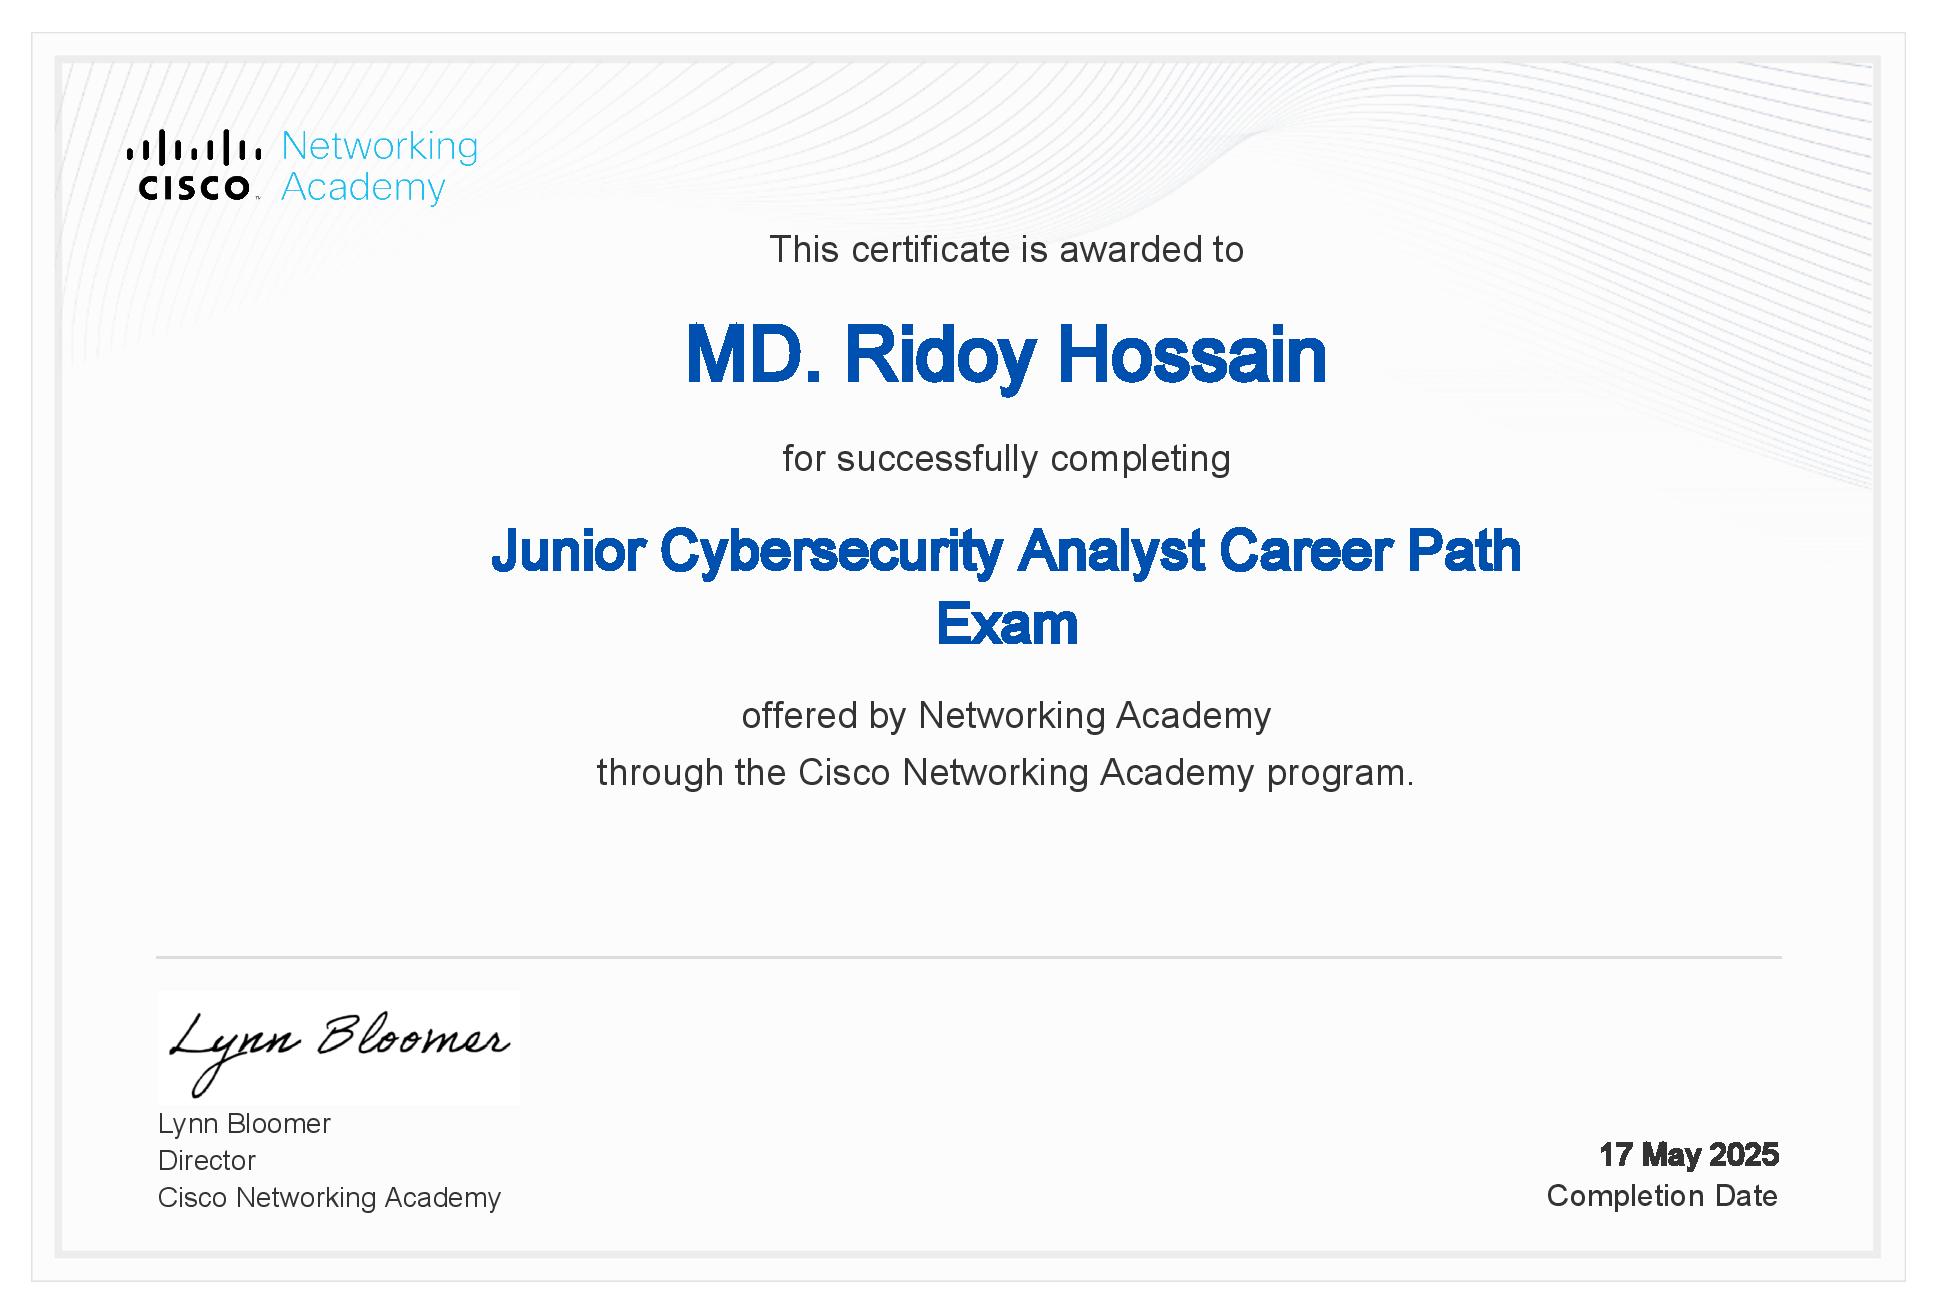 Networking
Academy
CISCO
This certificate is awarded to
MD. Ridoy Hossain
for successfully completing
Junior Cybersecurity Analyst Career Path
Exam
offered by Networking Academy
through the Cisco Networking Academy program.
Lynn Bloomer
Lynn Bloomer
Director
Cisco Networking Academy
17 May 2025
Completion Date